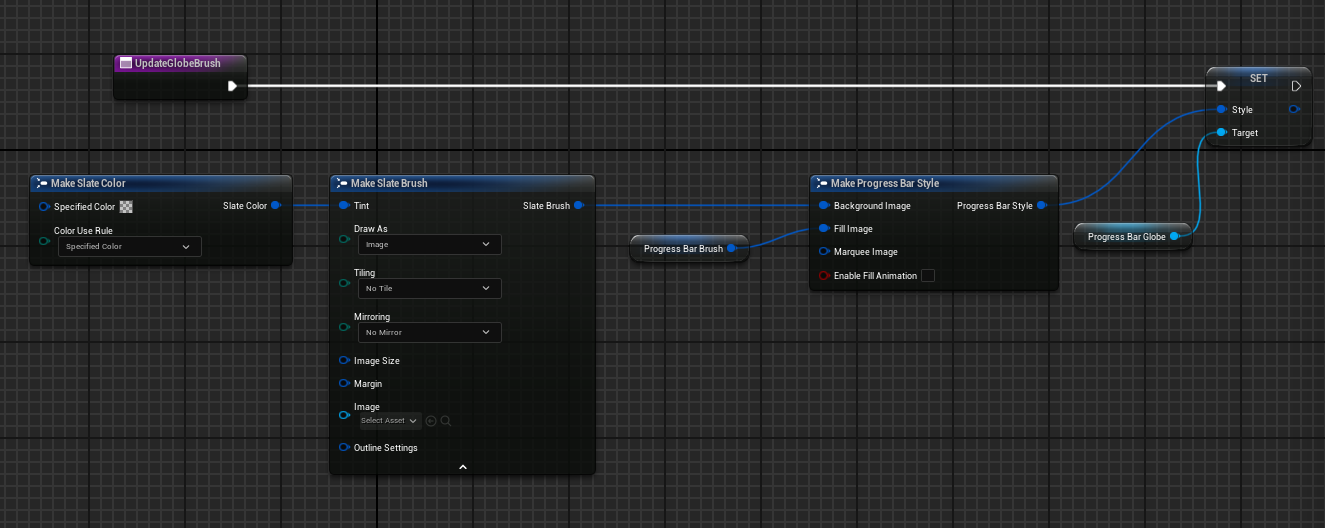 UpdateGlobeBrush
SET
Style
Target
Make Slate Color
Specified Color
Slate Color
Color Use Rule
Specified Color
Make Slate Brush
Tint
Slate Brush
Draw As
Image
Tiling
No Tile
Mirroring
No Mirror
Image Size
Margin
Image
Select Asset
Outline Settings
Progress Bar Brush
Make Progress Bar Style
Background Image
Progress Bar Style
Fill Image
Marquee Image
Enable Fill Animation
Progress Bar Globe